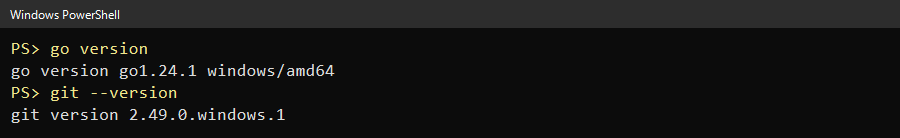 Windows PowerShell
PS> go version
go version go1.24.1 windows/amd64
PS> git --version
git version 2.49.0.windows.1